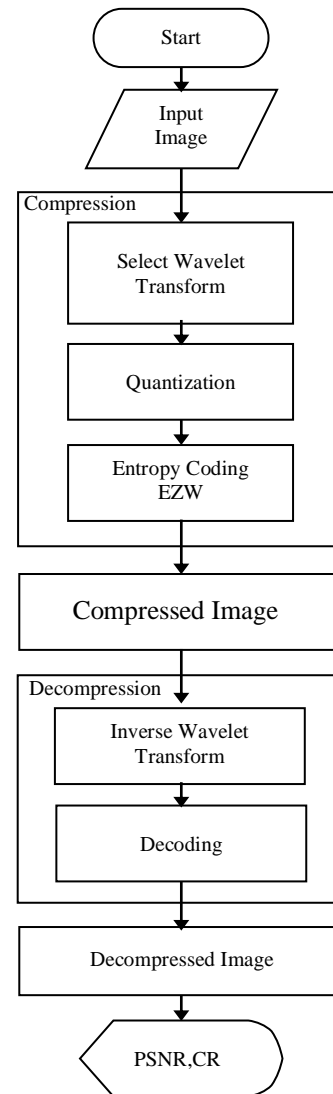 Start
Input
Image
Compression
Select Wavelet
Transform
Quantization
Entropy Coding
EZW
Compressed Image
Decompression
Inverse Wavelet
Transform
Decoding
Decompressed Image
PSNR,CR